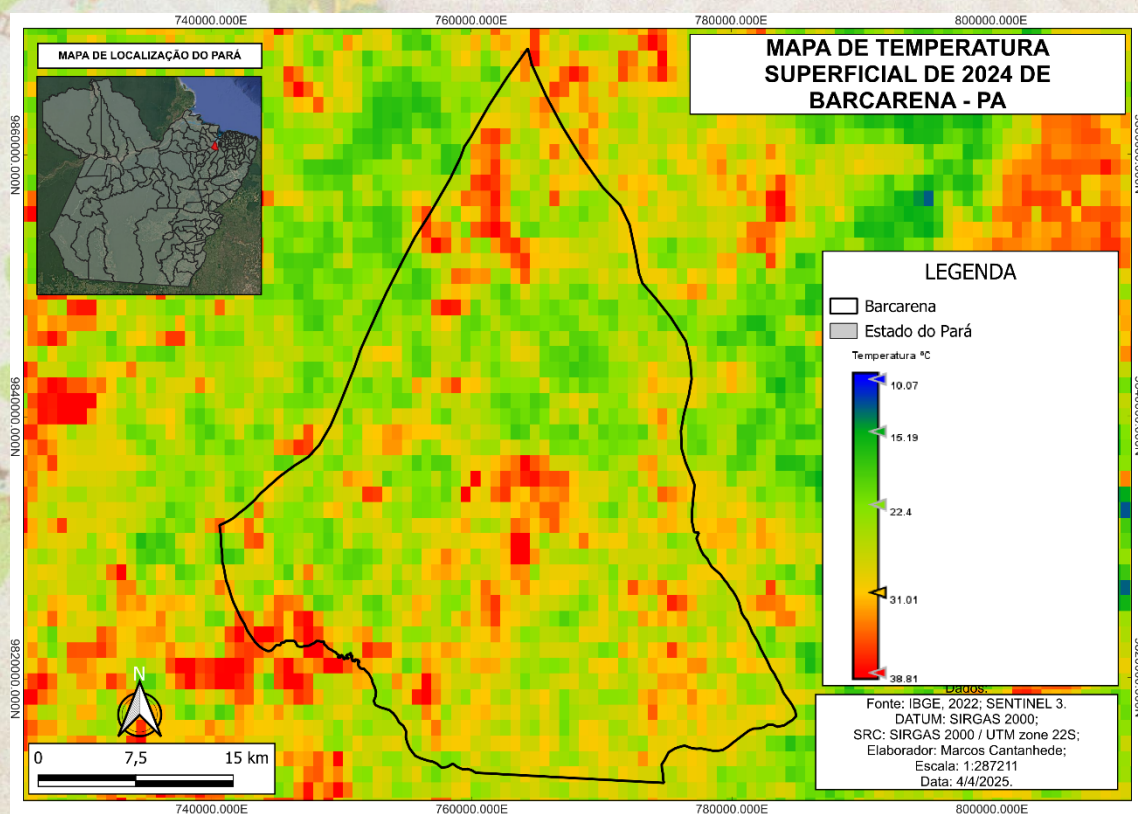 740000.000E
760000.000E
780000.000E
800000.000E
MAPA DE LOCALIZAÇÃO DO PARÁ
MAPA DE TEMPERATURA
SUPERFICIAL DE 2024 DE
BARCARENA - PA
9860000.000N
9840000.000N
9840000.000N
9820000.000N
LEGENDA
Barcarena
Estado do Pará
Temperatura ºC
10.07
15.19
22.4
31.01
38.81
Dados:
Fonte: IBGE, 2022; SENTINEL 3.
DATUM: SIRGAS 2000;
SRC: SIRGAS 2000 / UTM zone 22S;
Elaborador: Marcos Cantanhede;
Escala: 1:287211
Data: 4/4/2025.
N
0
7,5
15 km
740000.000E
760000.000E
780000.000E
800000.000E